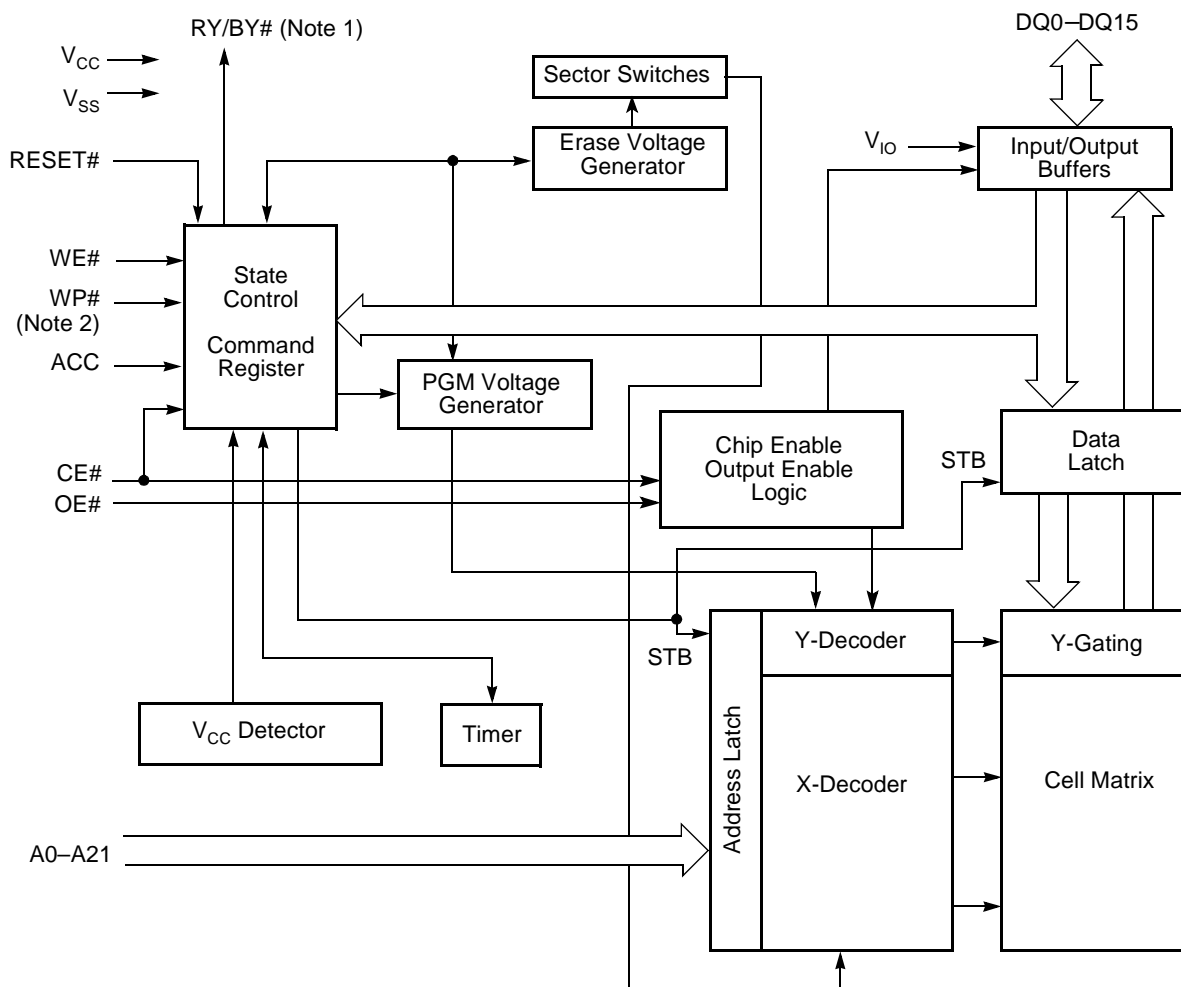 RY/BY# (Note 1)
DQ0–DQ15
VCC
VSS
Sector Switches
RESET#
Erase Voltage
Generator
VIO
Input/Output
Buffers
WE#
WP#
(Note 2)
ACC
State
Control
Command
Register
PGM Voltage
Generator
CE#
OE#
Chip Enable
Output Enable
Logic
STB
Data
Latch
STB
Y-Decoder
Y-Gating
VCC Detector
Timer
Address Latch
X-Decoder
Cell Matrix
A0–A21